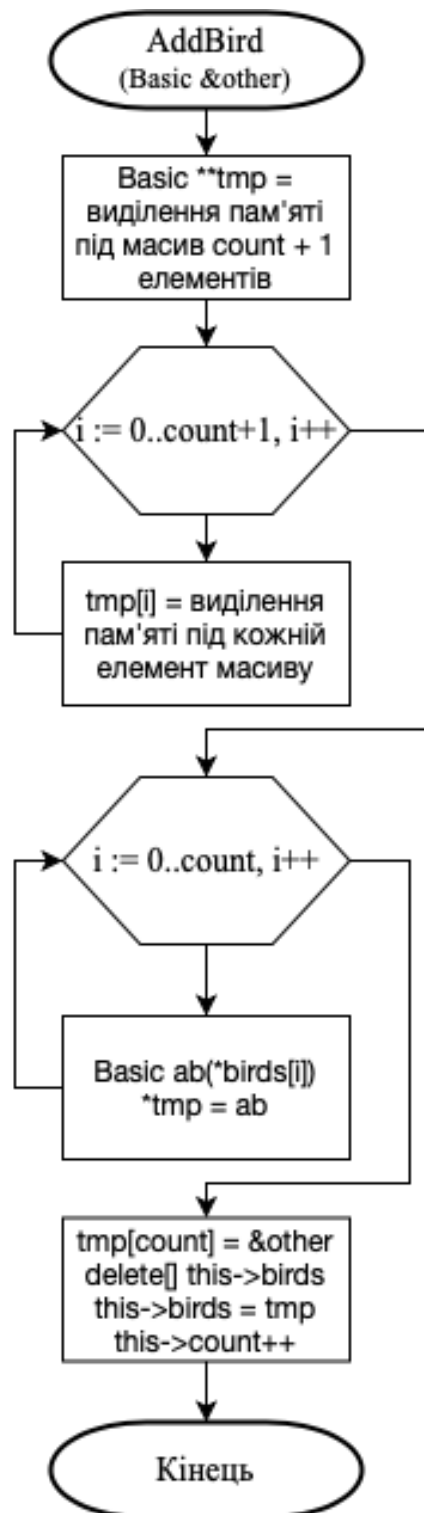 AddBird
(Basic &other)
Basic **tmp =
виділення пам'яті
під масив count + 1
елементів
i := 0..count+1, i++
tmp[i] = виділення
пам'яті під кожній
елемент масиву
i := 0..count, i++
Basic ab(*birds[i])
*tmp = ab
tmp[count] = &other
delete[] this->birds
this->birds = tmp
this->count++
Кінець